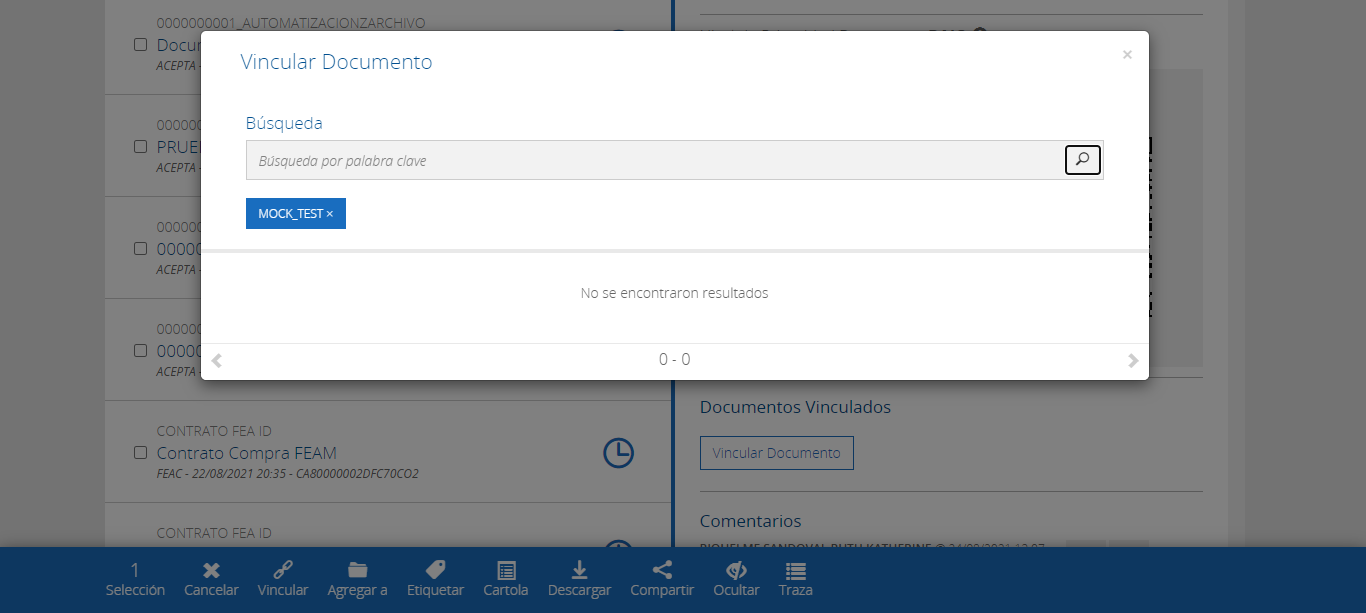 0000000001_AUTOMATIZACIONZARCHIVO
ACEPTA -
Vincular Documento
×
Búsqueda
Búsqueda por palabra clave
MOCK_TEST ×
No se encontraron resultados
0 - 0
ACEPTA -
ACEPTA -
ACEPTA -
CONTRATO FEA ID
Contrato Compra FEAM
FEAC - 22/08/2021 20:35 - CA80000002DFC70CO2
CONTRATO FEA ID
Documentos Vinculados
Vincular Documento
Comentarios
1
Selección
Cancelar
Vincular
Agregar a
Etiquetar
Cartola
Descargar
Compartir
Ocultar
Traza